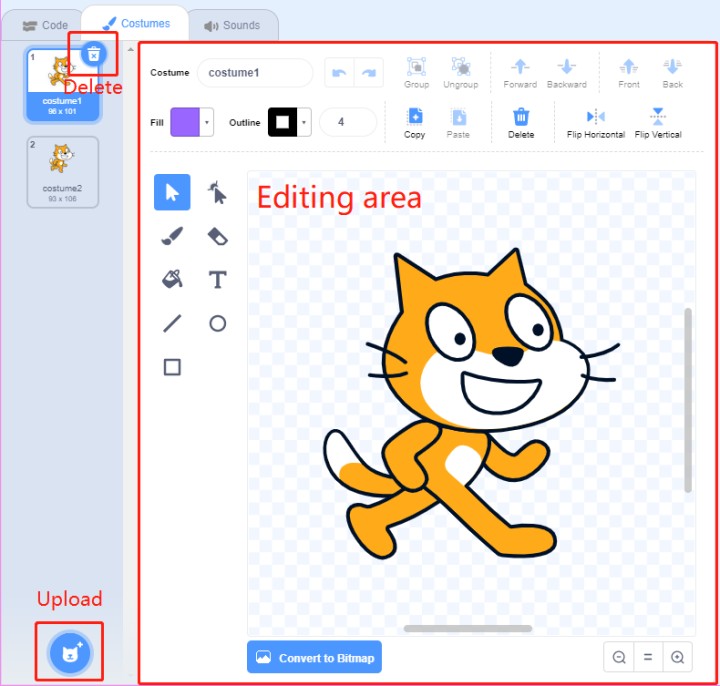 Code Costumes Sounds
1
Delete
costume1
96 x 101
2
costume2
93 x 106
Upload
Costume costume1
Group Ungroup Forward Backward Front Back
Fill Outline 4
Copy Paste Delete Flip Horizontal Flip Vertical
T
Editing area
Convert to Bitmap